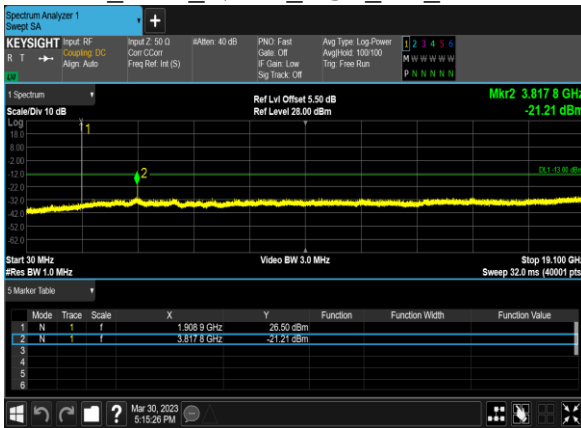 Spectrum Analyzer 1
Swept SA
+
KEYSIGHT Input: RF Input Z: 50 Ω #Atten: 40 dB PNO: Fast Avg Type: Log-Power 1 2 3 4 5 6
R T Coupling: DC Corr CCorr Gate: Off Avg|Hold: 100/100 M W W W W W
Align: Auto Freq Ref: Int (S) IF Gain: Low Trig: Free Run
LV Sig Track: Off P N N N N N
1 Spectrum Ref Lvl Offset 5.50 dB Mkr2 3.817 8 GHz
Scale/Div 10 dB Ref Level 28.00 dBm -21.21 dBm
Log
18.0 1
8.00
-2.00
-12.0 2 DL1 -13.00 dBm
-22.0
-32.0
-42.0
-52.0
-62.0
Start 30 MHz Video BW 3.0 MHz Stop 19.100 GHz
#Res BW 1.0 MHz Sweep 32.0 ms (40001 pts
5 Marker Table
Mode Trace Scale X Y Function Function Width Function Value
1 N 1 f 1.908 9 GHz 26.50 dBm
2 N 1 f 3.817 8 GHz -21.21 dBm
3
4
5
6
? Mar 30, 2023
5:15:26 PM